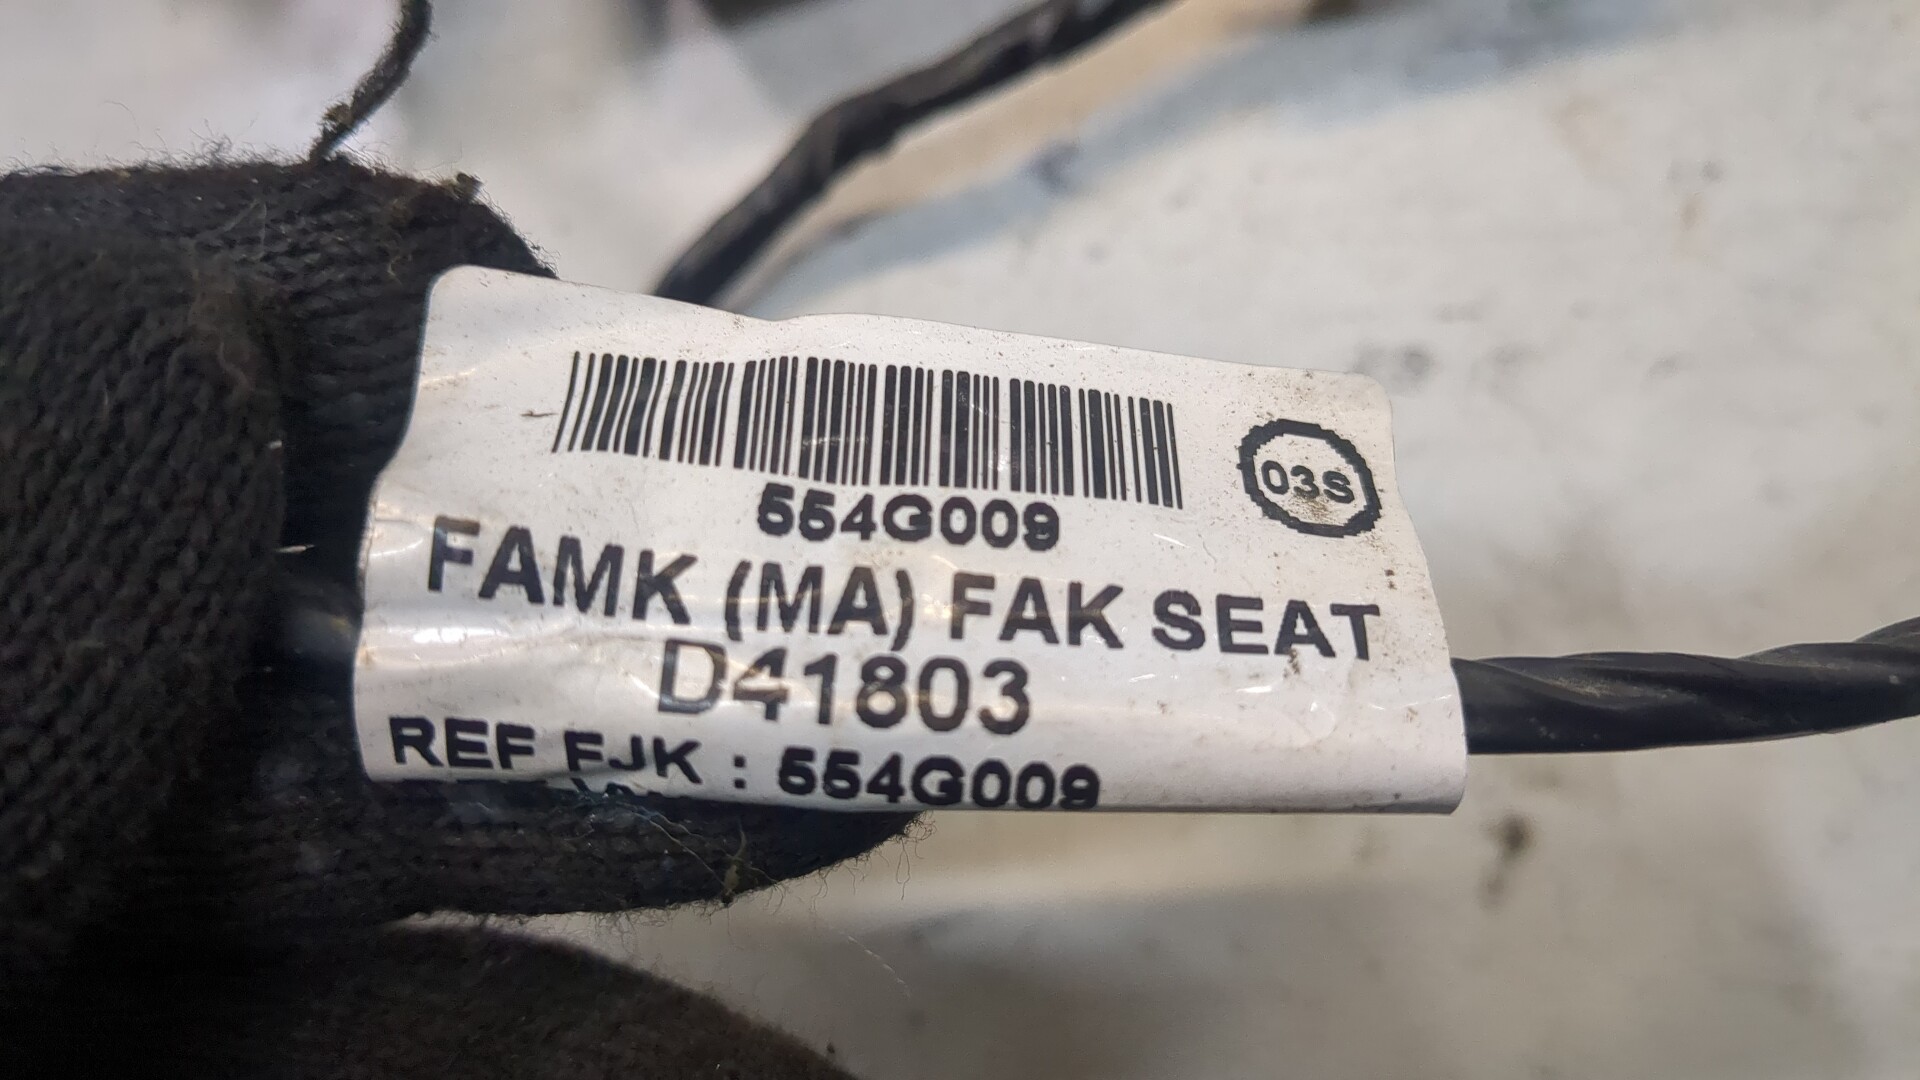 03S
554G009
FAMK (MA) FAK SEAT
D41803
REF FJK : 554G009